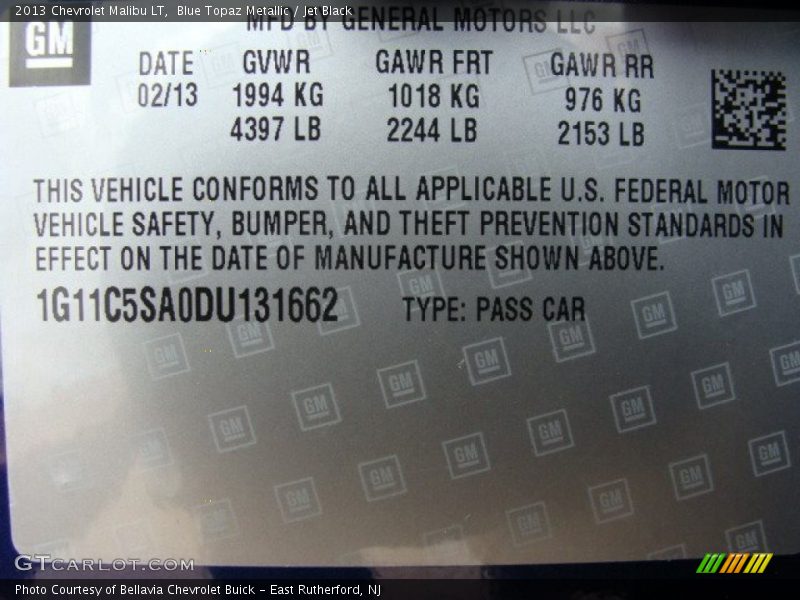 2013 Chevrolet Malibu LT,  Blue Topaz Metallic / Jet Black
MFD BY GENERAL MOTORS LLC
GM
DATE GVWR GAWR FRT GAWR RR
02/13 1994 KG 1018 KG 976 KG
4397 LB 2244 LB 2153 LB
THIS VEHICLE CONFORMS TO ALL APPLICABLE U.S. FEDERAL MOTOR
VEHICLE SAFETY, BUMPER, AND THEFT PREVENTION STANDARDS IN
EFFECT ON THE DATE OF MANUFACTURE SHOWN ABOVE.
1G11C5SA0DU131662 TYPE: PASS CAR
GTCARLOT.COM
Photo Courtesy of Bellavia Chevrolet Buick - East Rutherford, NJ